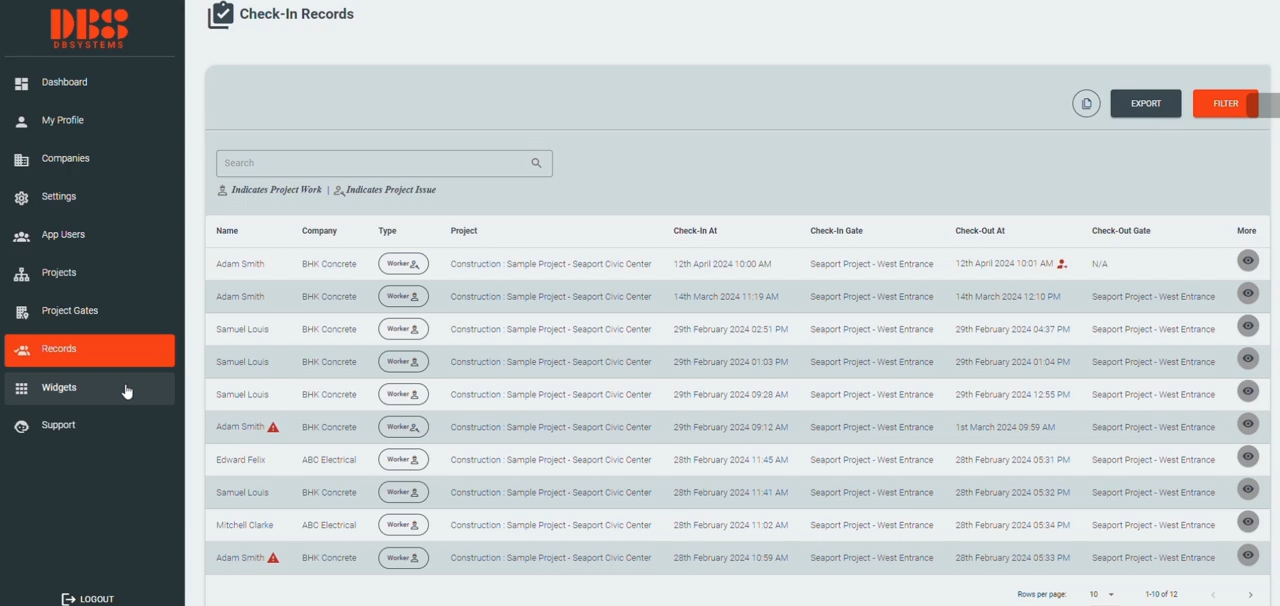 DBS
DBSYSTEMS
Dashboard
My Profile
Companies
Settings
App Users
Projects
Project Gates
Records
Widgets
Support
LOGOUT
Check-In Records
EXPORT
FILTER
Search
Indicates Project Work | Indicates Project Issue
Name Company Type Project Check-In At Check-In Gate Check-Out At Check-Out Gate More
Adam Smith BHK Concrete Worker Construction : Sample Project - Seaport Civic Center 12th April 2024 10:00 AM Seaport Project - West Entrance 12th April 2024 10:01 AM N/A
Adam Smith BHK Concrete Worker Construction : Sample Project - Seaport Civic Center 14th March 2024 11:19 AM Seaport Project - West Entrance 14th March 2024 12:10 PM Seaport Project - West Entrance
Samuel Louis BHK Concrete Worker Construction : Sample Project - Seaport Civic Center 29th February 2024 02:51 PM Seaport Project - West Entrance 29th February 2024 04:37 PM Seaport Project - West Entrance
Samuel Louis BHK Concrete Worker Construction : Sample Project - Seaport Civic Center 29th February 2024 01:03 PM Seaport Project - West Entrance 29th February 2024 01:04 PM Seaport Project - West Entrance
Samuel Louis BHK Concrete Worker Construction : Sample Project - Seaport Civic Center 29th February 2024 09:28 AM Seaport Project - West Entrance 29th February 2024 12:55 PM Seaport Project - West Entrance
Adam Smith BHK Concrete Worker Construction : Sample Project - Seaport Civic Center 29th February 2024 09:12 AM Seaport Project - West Entrance 1st March 2024 09:59 AM Seaport Project - West Entrance
Edward Felix ABC Electrical Worker Construction : Sample Project - Seaport Civic Center 28th February 2024 11:45 AM Seaport Project - West Entrance 28th February 2024 05:31 PM Seaport Project - West Entrance
Samuel Louis BHK Concrete Worker Construction : Sample Project - Seaport Civic Center 28th February 2024 11:41 AM Seaport Project - West Entrance 28th February 2024 05:32 PM Seaport Project - West Entrance
Mitchell Clarke ABC Electrical Worker Construction : Sample Project - Seaport Civic Center 28th February 2024 11:02 AM Seaport Project - West Entrance 28th February 2024 05:34 PM Seaport Project - West Entrance
Adam Smith BHK Concrete Worker Construction : Sample Project - Seaport Civic Center 28th February 2024 10:59 AM Seaport Project - West Entrance 28th February 2024 05:33 PM Seaport Project - West Entrance
Rows per page: 10 1-10 of 12